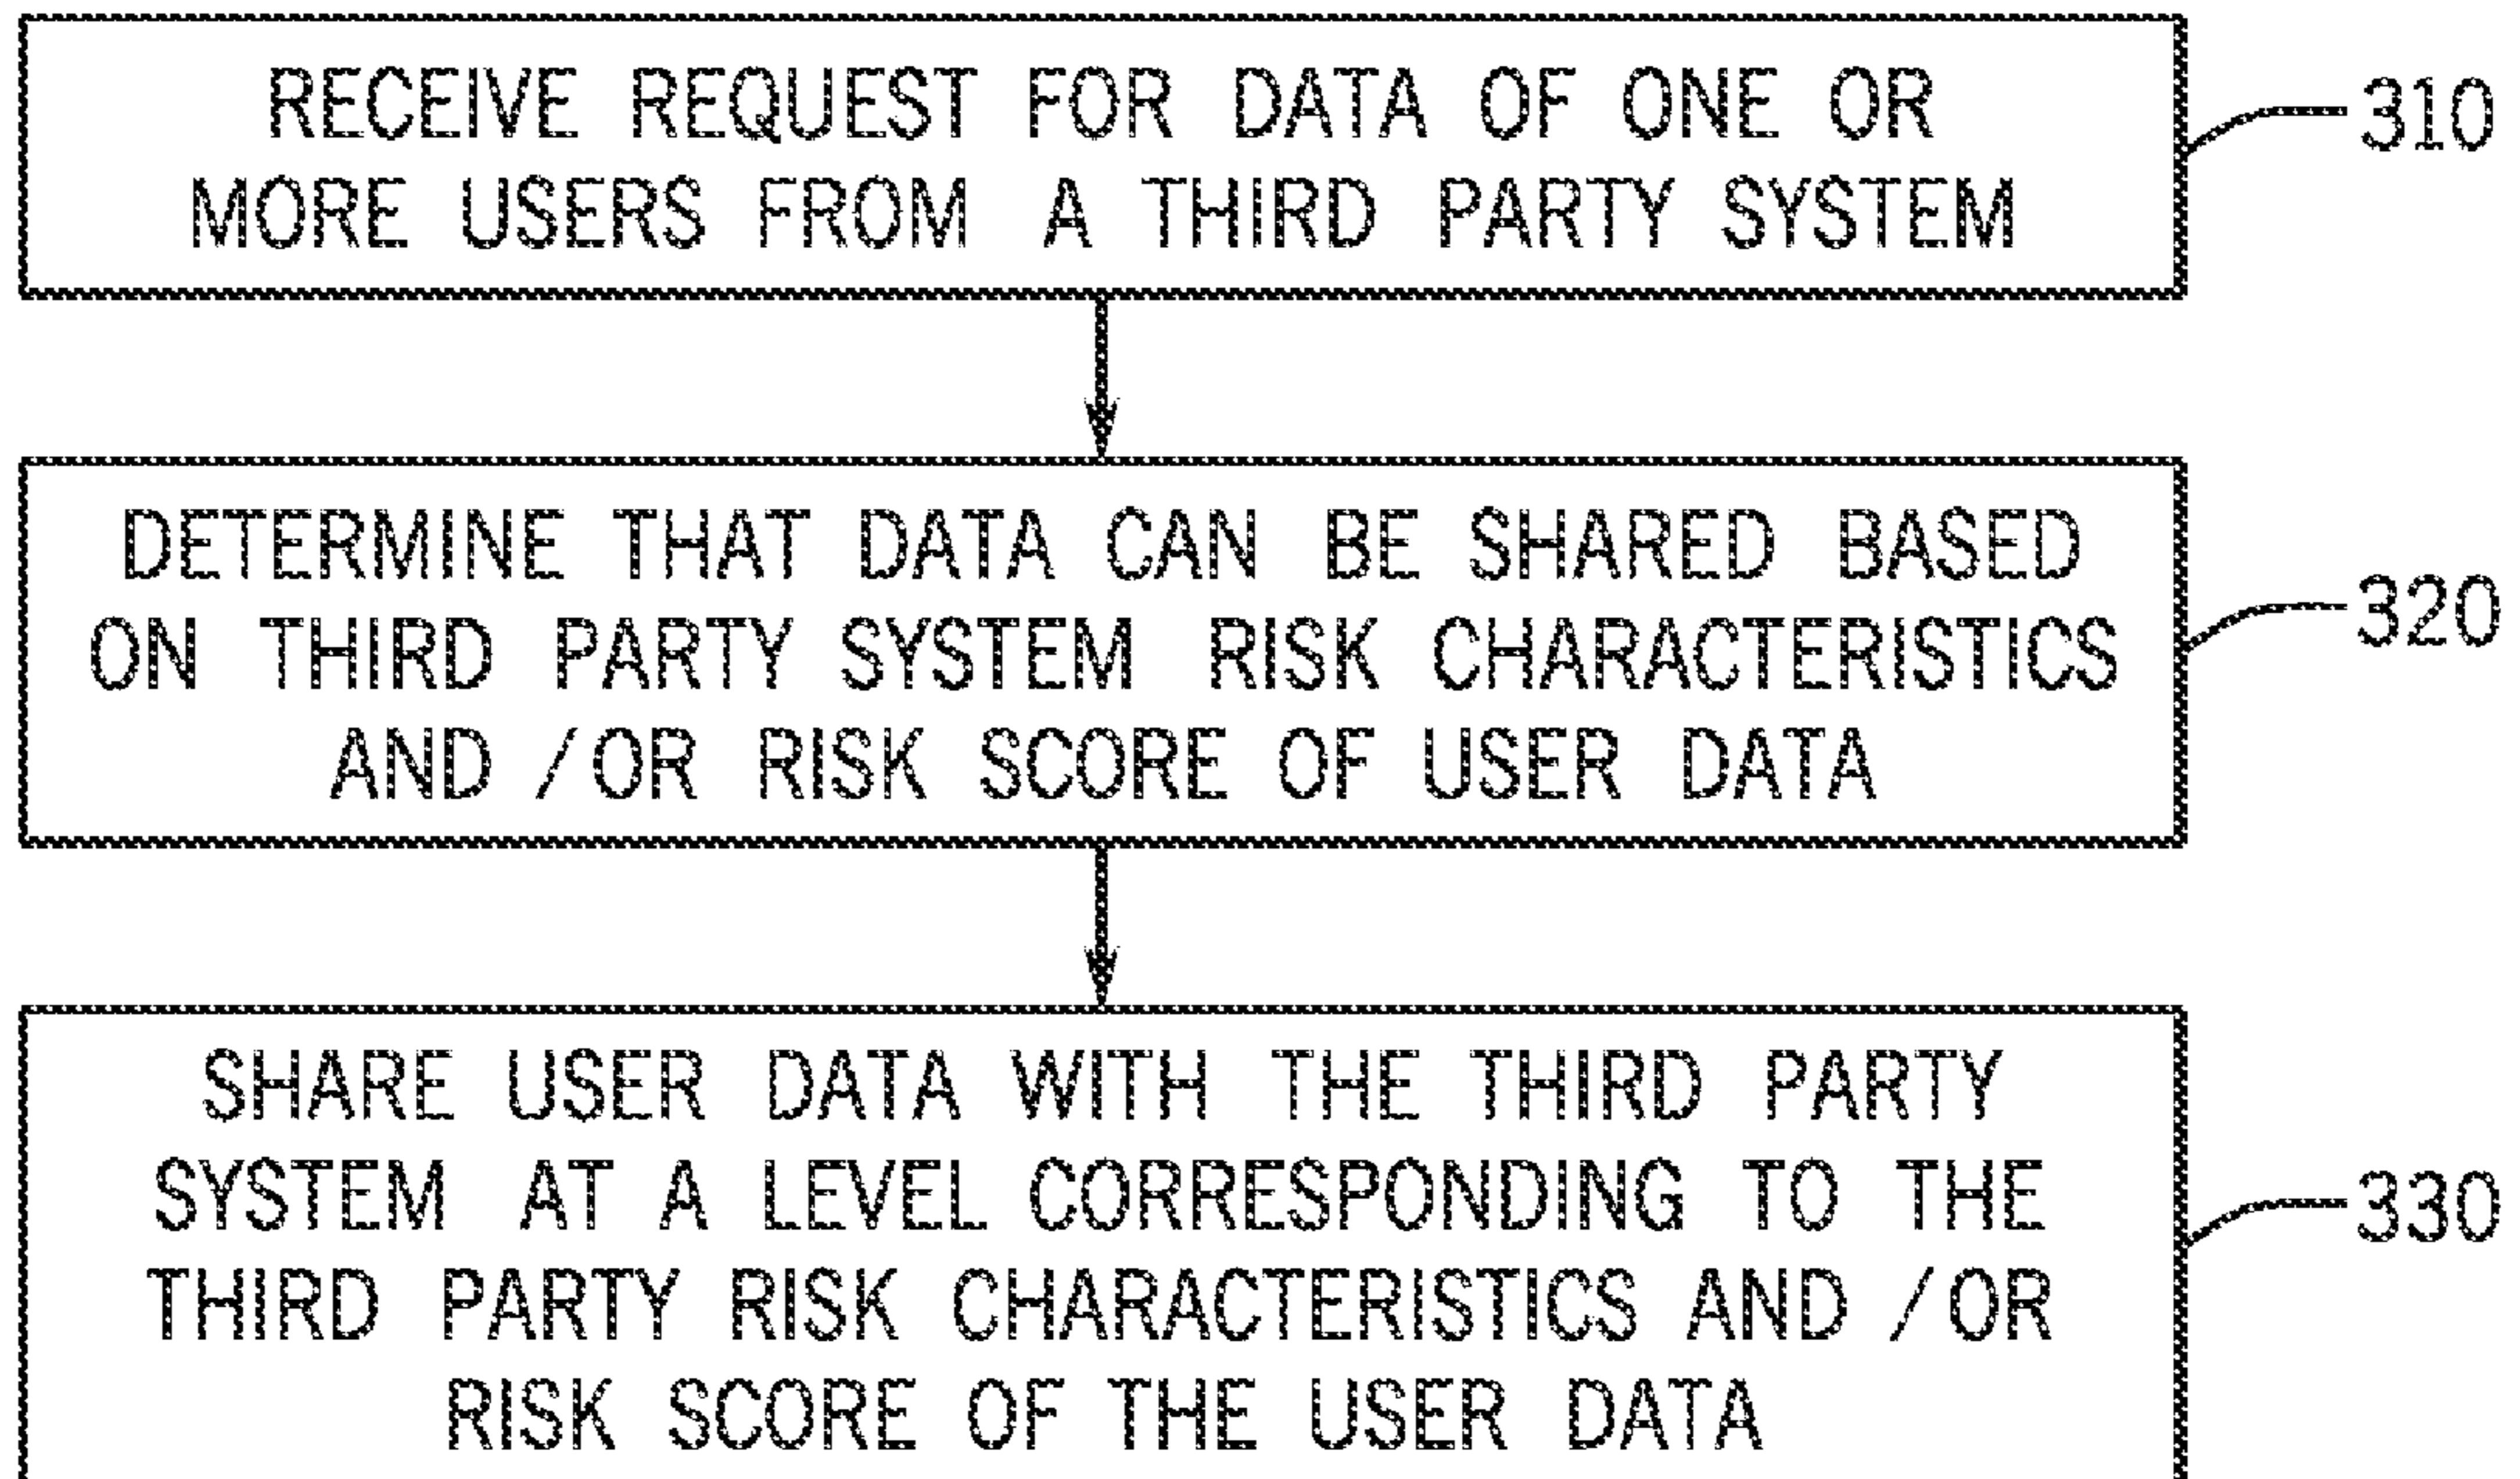 RECEIVE REQUEST FOR DATA OF ONE OR
MORE USERS FROM A THIRD PARTY SYSTEM
310
DETERMINE THAT DATA CAN BE SHARED BASED
ON THIRD PARTY SYSTEM RISK CHARACTERISTICS
AND /OR RISK SCORE OF USER DATA
320
SHARE USER DATA WITH THE THIRD PARTY
SYSTEM AT A LEVEL CORRESPONDING TO THE
THIRD PARTY RISK CHARACTERISTICS AND /OR
RISK SCORE OF THE USER DATA
330